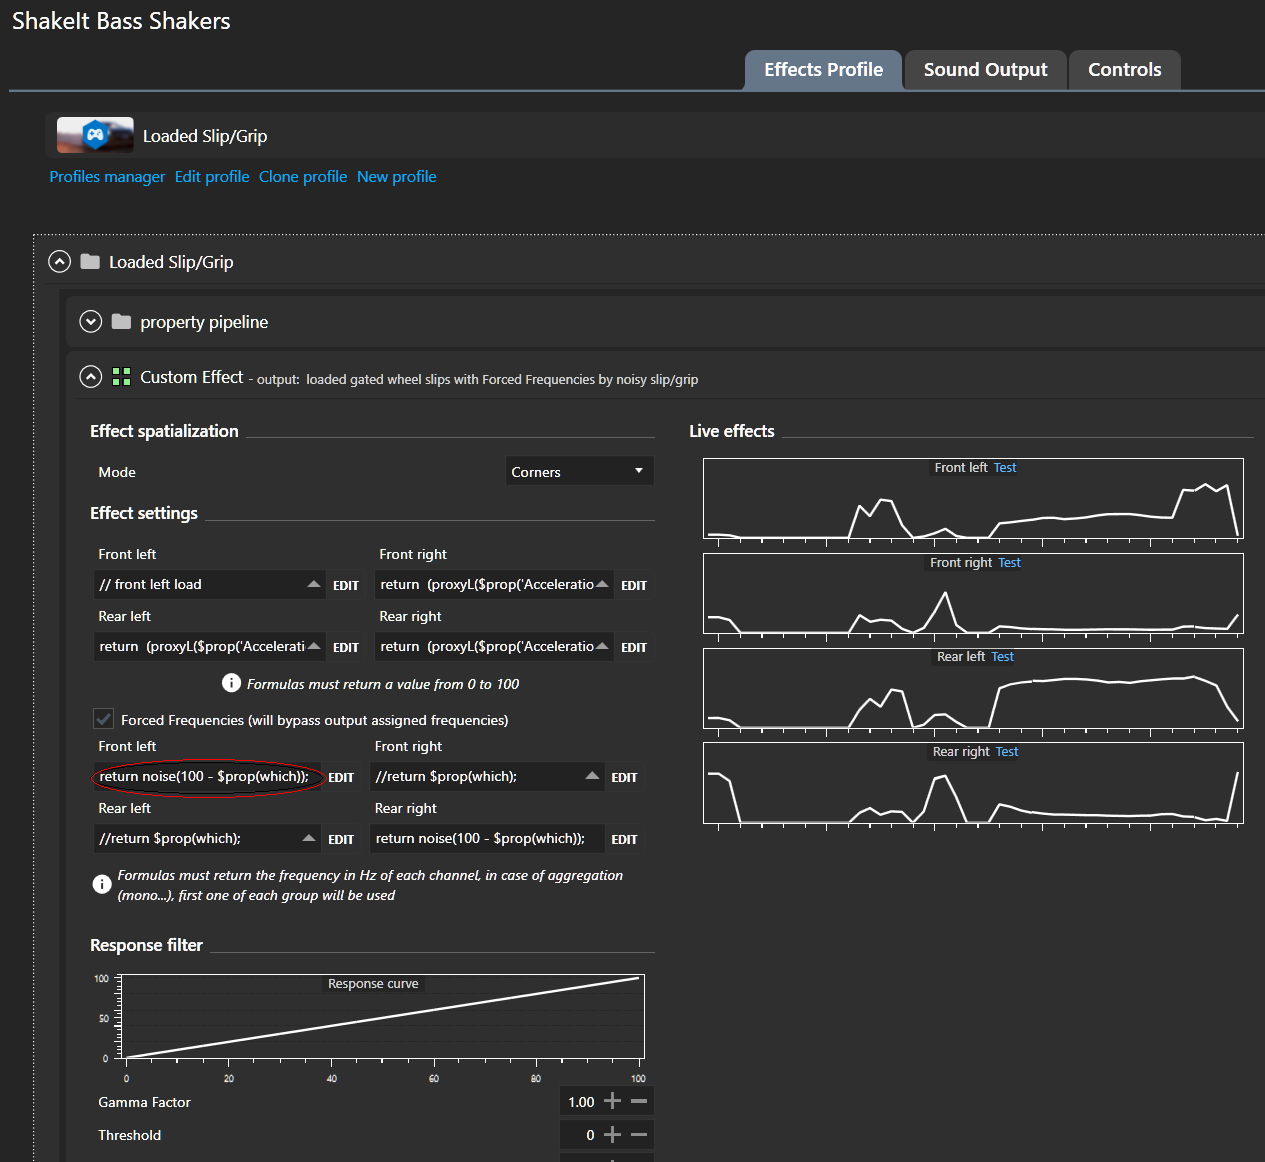 ShakeIt Bass Shakers
Effects Profile Sound Output Controls
Loaded Slip/Grip
Profiles manager Edit profile Clone profile New profile
Loaded Slip/Grip
property pipeline
Custom Effect - output: loaded gated wheel slips with Forced Frequencies by noisy slip/grip
Effect spatialization
Mode Corners
Effect settings
Front left Front right
// front left load EDIT return (proxyL($prop('Acceleratio EDIT
Rear left Rear right
return (proxyL($prop('Accelerati EDIT return (proxyL($prop('Acceleratio EDIT
Formulas must return a value from 0 to 100
Forced Frequencies (will bypass output assigned frequencies)
Front left Front right
return noise(100 - $prop(which)); EDIT //return $prop(which); EDIT
Rear left Rear right
//return $prop(which); EDIT return noise(100 - $prop(which)); EDIT
Formulas must return the frequency in Hz of each channel, in case of aggregation
(mono...), first one of each group will be used
Response filter
Response curve
100
50
0
0 20 40 60 80 100
Gamma Factor 1.00
Threshold 0
Live effects
Front left Test
Front right Test
Rear left Test
Rear right Test